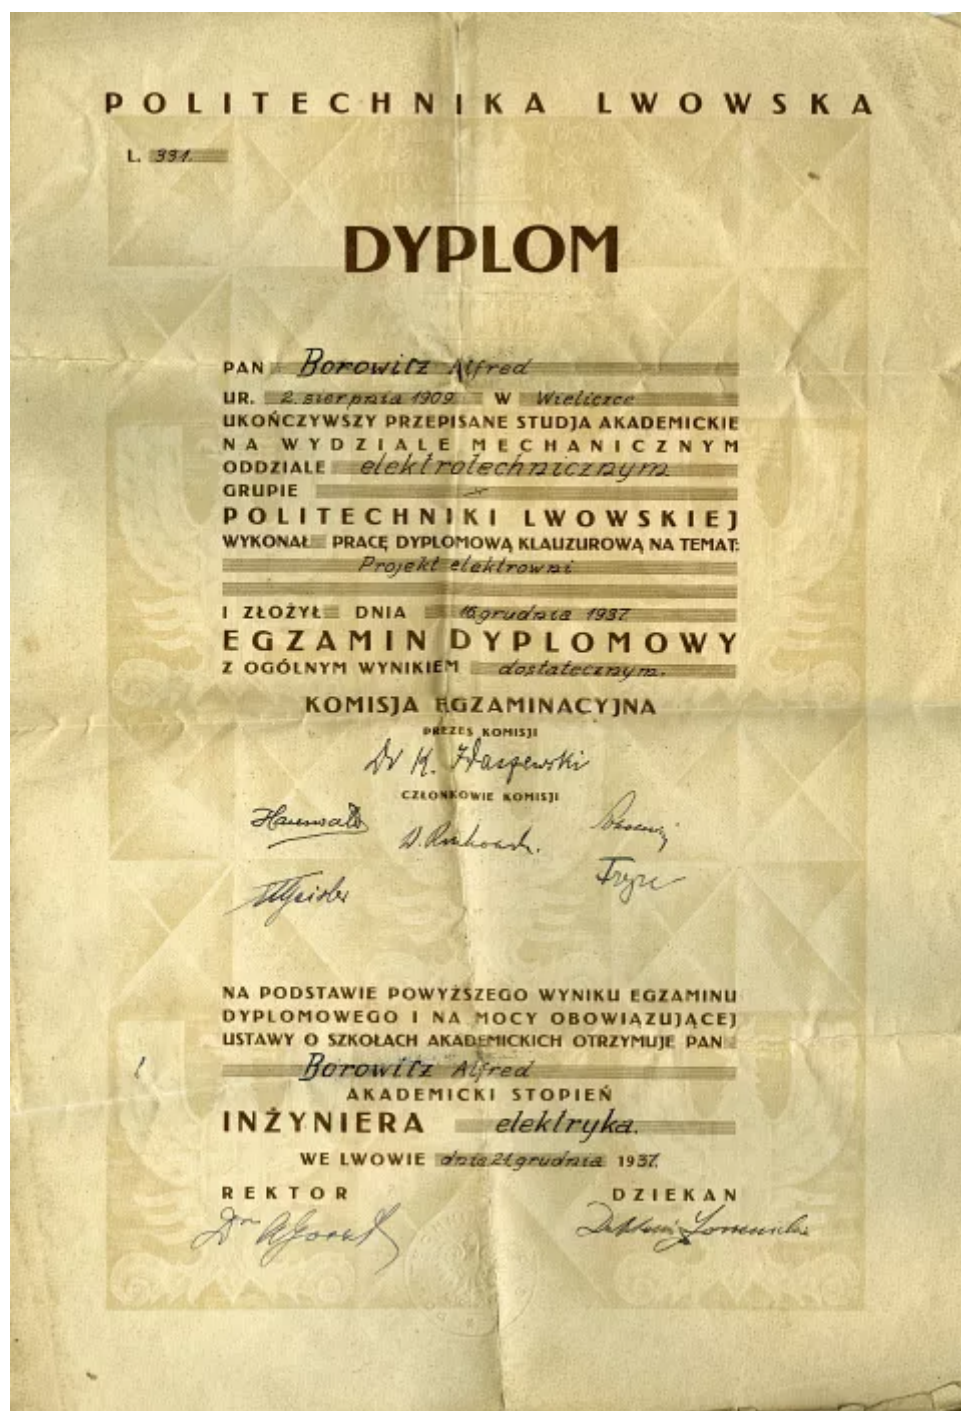 POLITECHNIKA LWOWSKA
L. 331.
DYPLOM
PAN Borowitz Alfred
UR. 2. sierpnia 1909 W Wieliczce
UKOŃCZYWSZY PRZEPISANE STUDJA AKADEMICKIE
NA WYDZIALE MECHANICZNYM
ODDZIALE elektrotechnicznym
GRUPIE
POLITECHNIKI LWOWSKIEJ
WYKONAŁ PRACĘ DYPLOMOWĄ KLAUZUROWĄ NA TEMAT:
Projekt elektrowni
I ZŁOŻYŁ DNIA 16 grudnia 1937
EGZAMIN DYPLOMOWY
Z OGÓLNYM WYNIKIEM dostatecznym.
KOMISJA EGZAMINACYJNA
PREZES KOMISJI
Dr K.
CZŁONKOWIE KOMISJI
Fryze
NA PODSTAWIE POWYŻSZEGO WYNIKU EGZAMINU
DYPLOMOWEGO I NA MOCY OBOWIĄZUJĄCEJ
USTAWY O SZKOŁACH AKADEMICKICH OTRZYMUJE PAN
Borowitz Alfred
AKADEMICKI STOPIEŃ
INŻYNIERA elektryka.
WE LWOWIE dnia 21 grudnia 1937.
REKTOR DZIEKAN
Dr